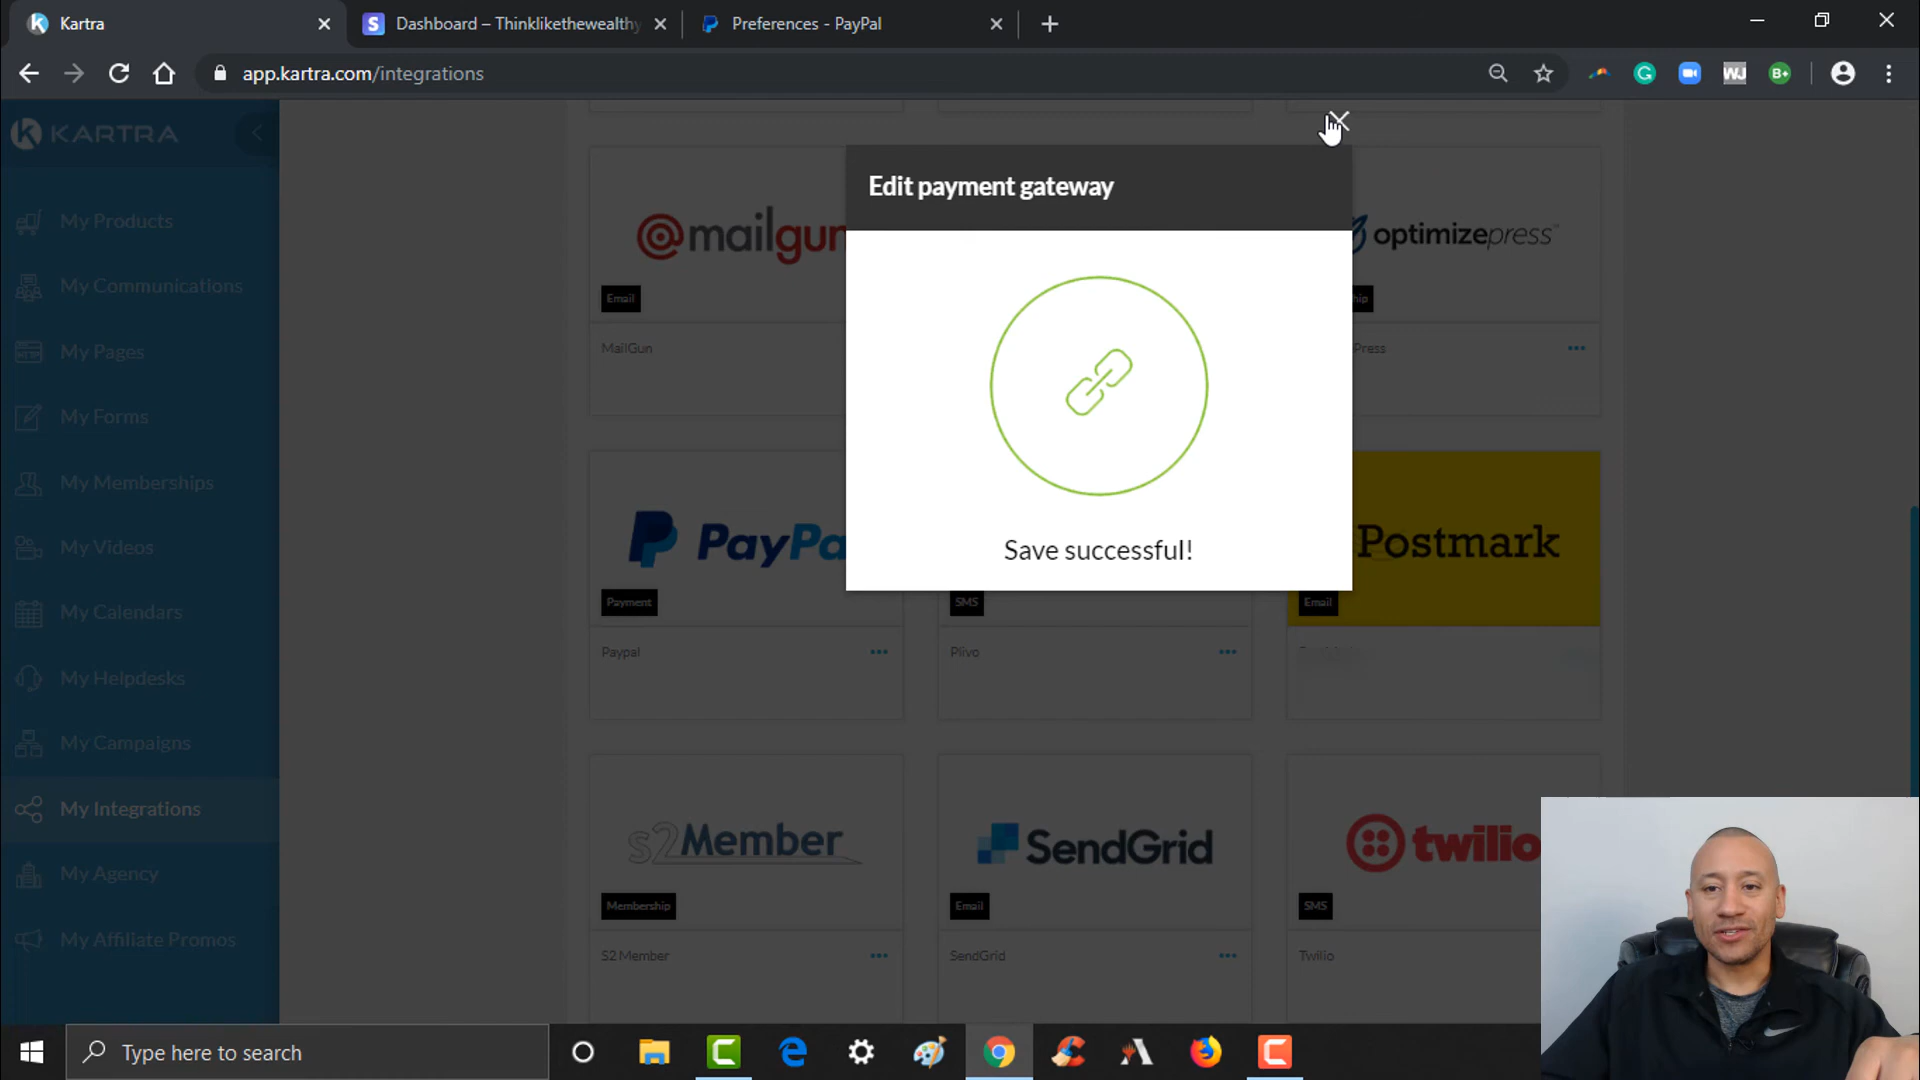 Kartra
Dashboard – Thinklikethewealthy
Preferences - PayPal
app.kartra.com/integrations
KARTRA
My Products
My Communications
My Pages
My Forms
My Memberships
My Videos
My Calendars
My Helpdesks
My Campaigns
My Integrations
My Agency
My Affiliate Promos
Edit payment gateway
Save successful!
mailgun
Email
MailGun
optimizepress
hip
Press
PayPa
Payment
Paypal
SMS
Plivo
Postmark
Email
s2Member
Membership
S2 Member
SendGrid
Email
SendGrid
twilio
SMS
Twilio
Type here to search